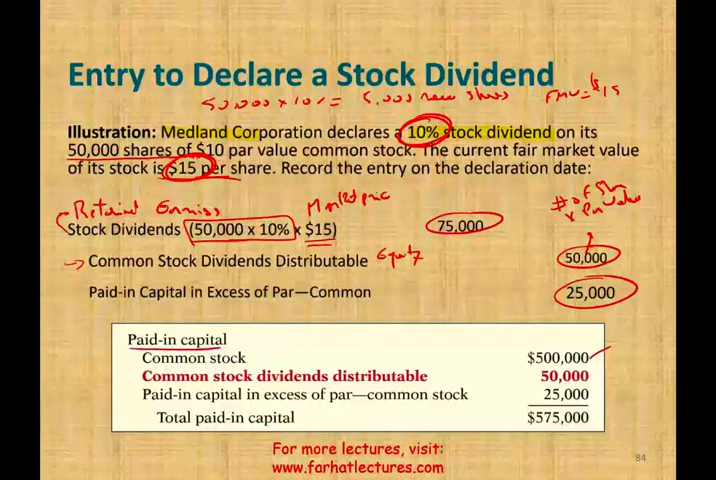 Entry to Declare a Stock Dividend
50,000 x 10% = 5,000 new shares FMV = $15
Illustration: Medland Corporation declares a 10% stock dividend on its
50,000 shares of $10 par value common stock. The current fair market value
of its stock is $15 per share. Record the entry on the declaration date:
Retained Earnings Market price # of Shr
x Par Value
Stock Dividends (50,000 x 10% x $15) 75,000
Common Stock Dividends Distributable Equity 50,000
Paid-in Capital in Excess of Par—Common 25,000
Paid-in capital
Common stock $500,000
Common stock dividends distributable 50,000
Paid-in capital in excess of par—common stock 25,000
Total paid-in capital $575,000
For more lectures, visit:
www.farhatlectures.com
84